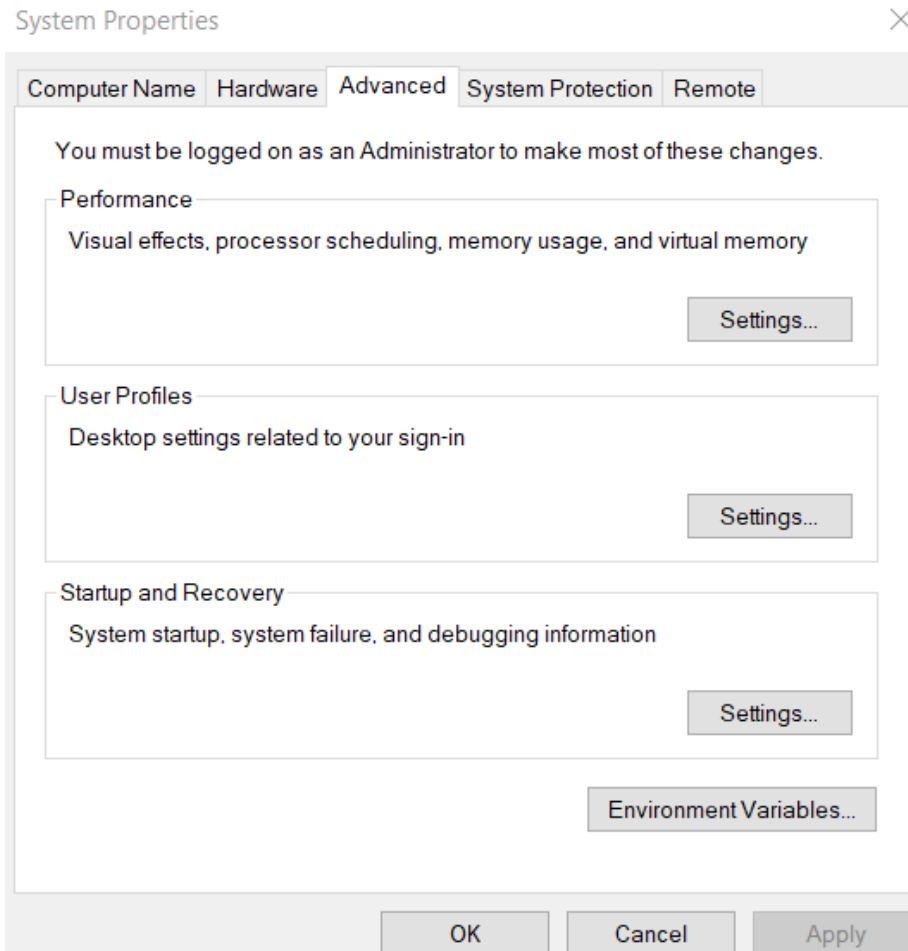 System Properties
Computer Name Hardware Advanced System Protection Remote
You must be logged on as an Administrator to make most of these changes.
Performance
Visual effects, processor scheduling, memory usage, and virtual memory
Settings...
User Profiles
Desktop settings related to your sign-in
Settings...
Startup and Recovery
System startup, system failure, and debugging information
Settings...
Environment Variables...
OK Cancel Apply